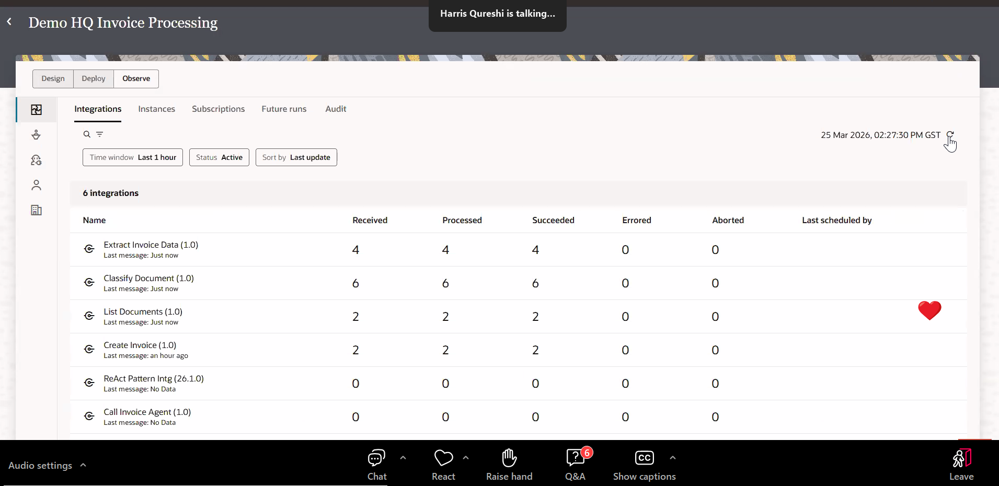 Harris Qureshi is talking...
Demo HQ Invoice Processing
Design Deploy Observe
Integrations Instances Subscriptions Future runs Audit
25 Mar 2026, 02:27:30 PM GST
Time window Last 1 hour Status Active Sort by Last update
6 integrations
Name Received Processed Succeeded Errored Aborted Last scheduled by
Extract Invoice Data (1.0)
Last message: Just now
4 4 4 0 0
Classify Document (1.0)
Last message: Just now
6 6 6 0 0
List Documents (1.0)
Last message: Just now
2 2 2 0 0
Create Invoice (1.0)
Last message: an hour ago
2 2 2 0 0
ReAct Pattern Intg (26.1.0)
Last message: No Data
0 0 0 0 0
Call Invoice Agent (1.0)
Last message: No Data
0 0 0 0 0
6
CC
Audio settings Chat React Raise hand Q&A Show captions Leave